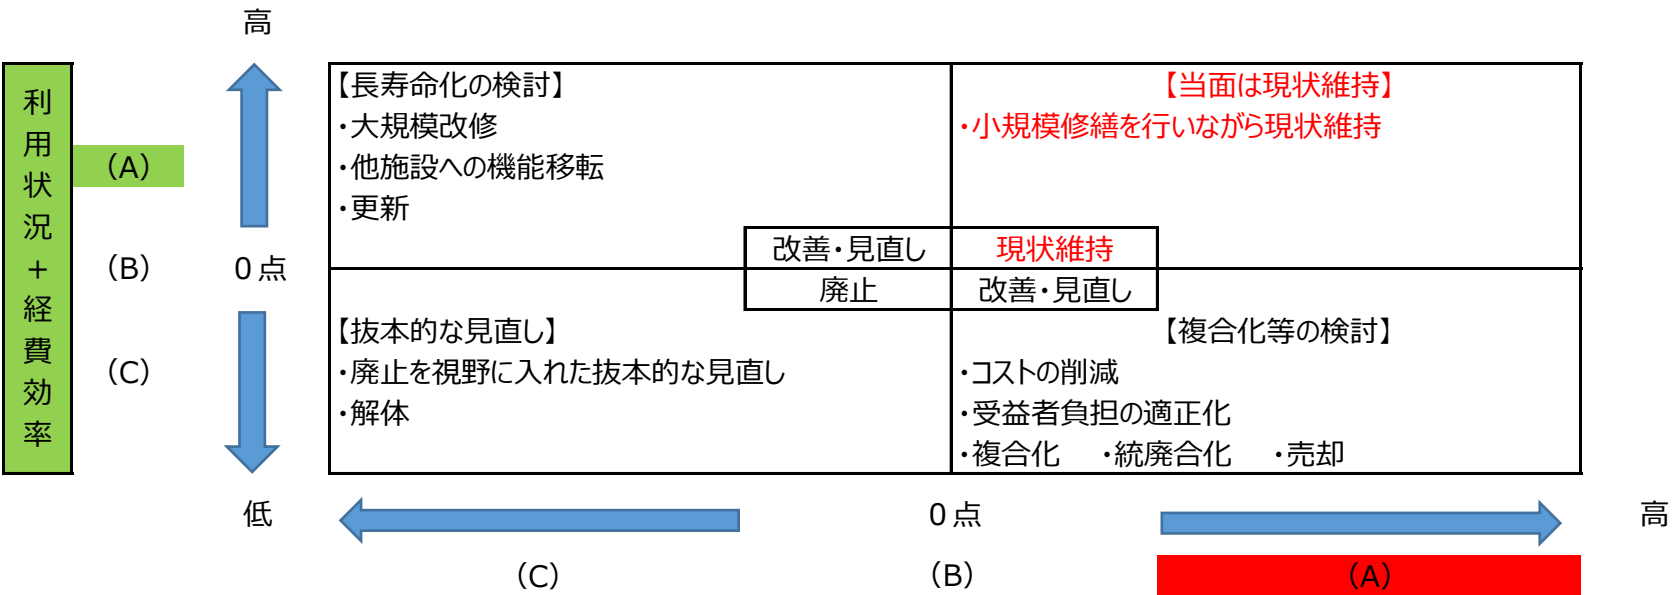 高
利用状況+経費効率
(A)
(B)
(C)
0点
低
【長寿命化の検討】
・大規模改修
・他施設への機能移転
・更新
【当面は現状維持】
・小規模修繕を行いながら現状維持
改善・見直し
現状維持
廃止
改善・見直し
【抜本的な見直し】
・廃止を視野に入れた抜本的な見直し
・解体
【複合化等の検討】
・コストの削減
・受益者負担の適正化
・複合化 ・統廃合化 ・売却
0点
高
(C)
(B)
(A)